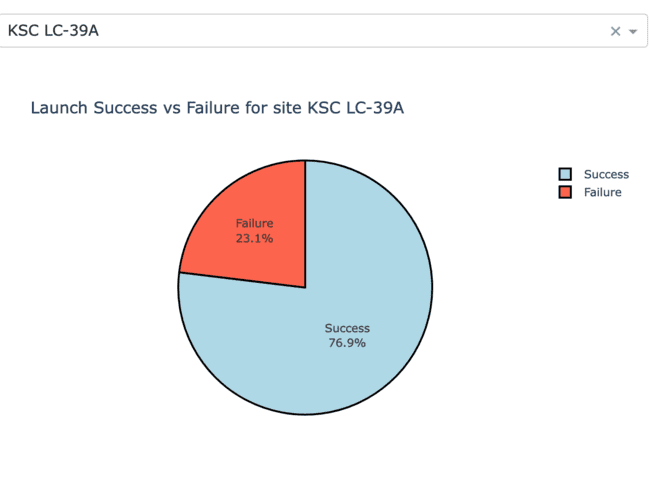 KSC LC-39A
Launch Success vs Failure for site KSC LC-39A
Success
Failure
Failure
23.1%
Success
76.9%